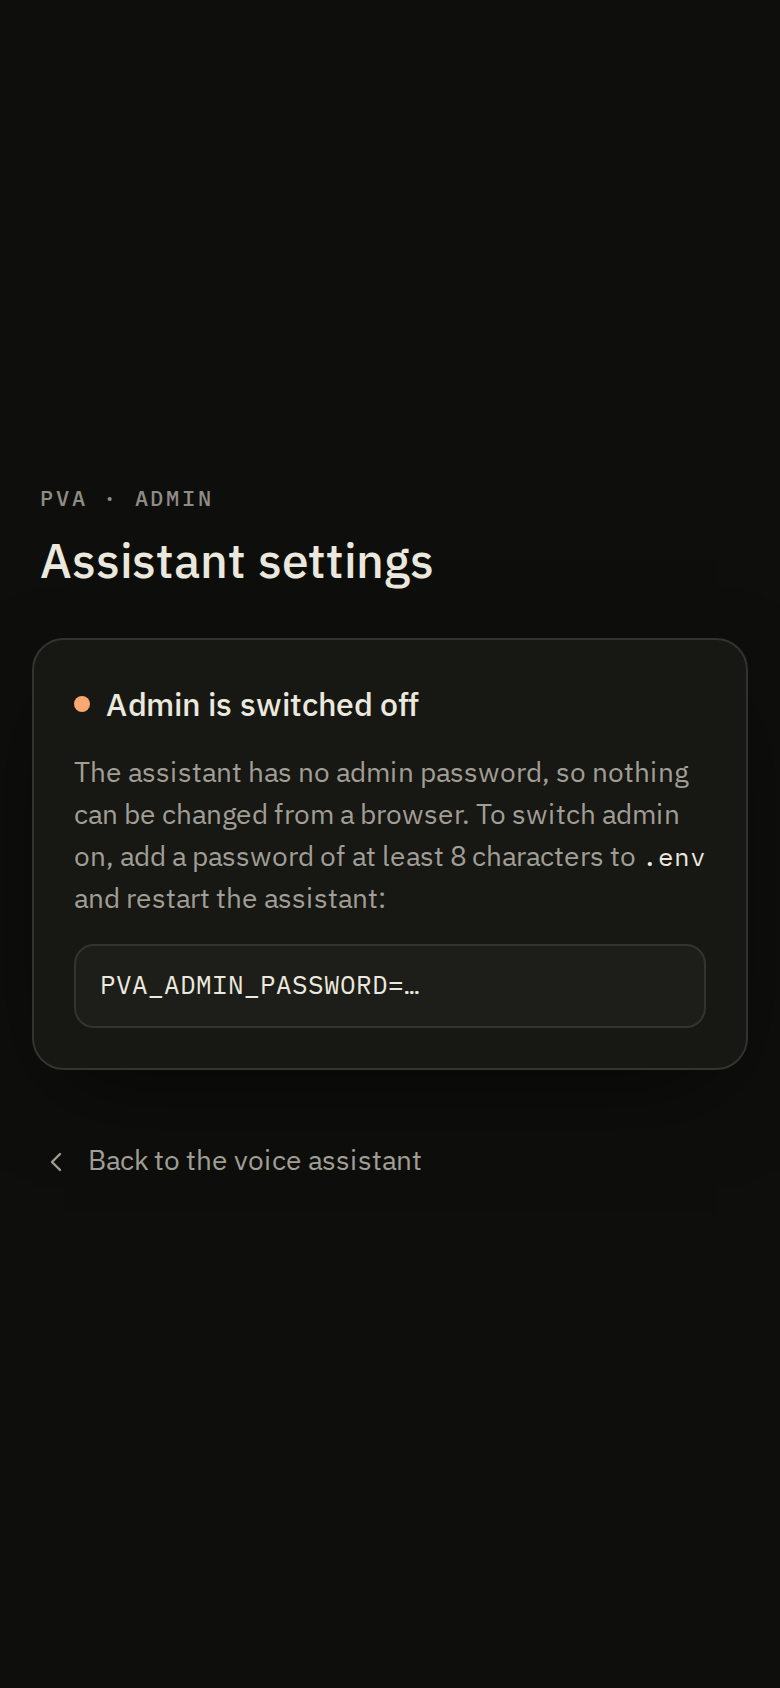 PVA · ADMIN
Assistant settings
Admin is switched off
The assistant has no admin password, so nothing
can be changed from a browser. To switch admin
on, add a password of at least 8 characters to .env
and restart the assistant:
PVA_ADMIN_PASSWORD=…
Back to the voice assistant